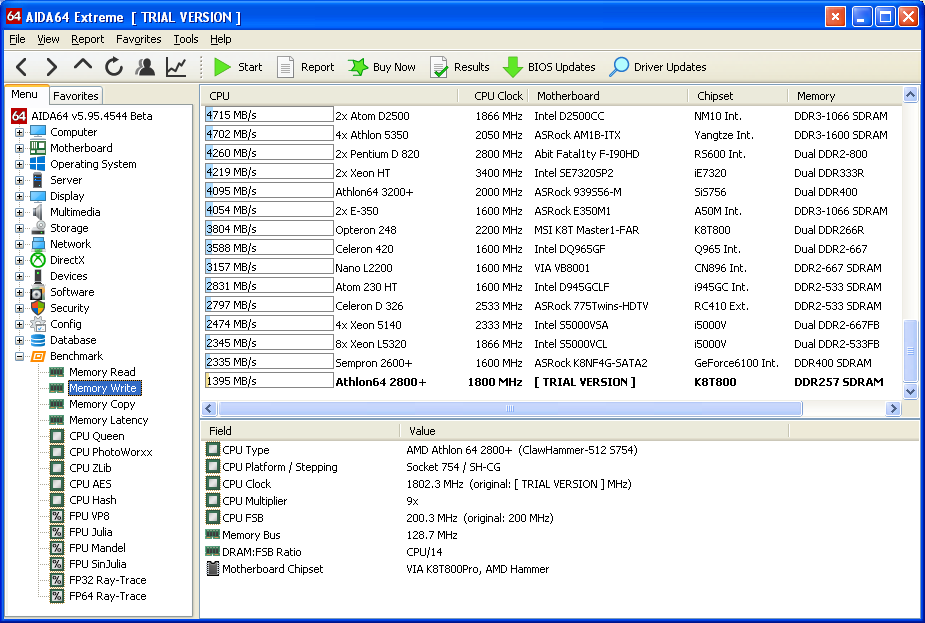 64 AIDA64 Extreme [ TRIAL VERSION ]
File View Report Favorites Tools Help
Start Report Buy Now Results BIOS Updates Driver Updates
Menu Favorites
64 AIDA64 v5.95.4544 Beta
Computer
Motherboard
Operating System
Server
Display
Multimedia
Storage
Network
DirectX
Devices
Software
Security
Config
Database
Benchmark
Memory Read
Memory Write
Memory Copy
Memory Latency
CPU Queen
CPU PhotoWorxx
CPU ZLib
CPU AES
CPU Hash
FPU VP8
FPU Julia
FPU Mandel
FPU SinJulia
FP32 Ray-Trace
FP64 Ray-Trace
CPU CPU Clock Motherboard Chipset Memory
4715 MB/s 2x Atom D2500 1866 MHz Intel D2500CC NM10 Int. DDR3-1066 SDRAM
4702 MB/s 4x Athlon 5350 2050 MHz ASRock AM1B-ITX Yangtze Int. DDR3-1600 SDRAM
4260 MB/s 2x Pentium D 820 2800 MHz Abit Fatal1ty F-I90HD RS600 Int. Dual DDR2-800
4219 MB/s 2x Xeon HT 3400 MHz Intel SE7320SP2 iE7320 Dual DDR333R
4095 MB/s Athlon64 3200+ 2000 MHz ASRock 939S56-M SiS756 Dual DDR400
4054 MB/s 2x E-350 1600 MHz ASRock E350M1 A50M Int. DDR3-1066 SDRAM
3804 MB/s Opteron 248 2200 MHz MSI K8T Master1-FAR K8T800 Dual DDR266R
3588 MB/s Celeron 420 1600 MHz Intel DQ965GF Q965 Int. Dual DDR2-667
3157 MB/s Nano L2200 1600 MHz VIA VB8001 CN896 Int. DDR2-667 SDRAM
2831 MB/s Atom 230 HT 1600 MHz Intel D945GCLF i945GC Int. DDR2-533 SDRAM
2797 MB/s Celeron D 326 2533 MHz ASRock 775Twins-HDTV RC410 Ext. DDR2-533 SDRAM
2474 MB/s 4x Xeon 5140 2333 MHz Intel S5000VSA i5000V Dual DDR2-667FB
2345 MB/s 8x Xeon L5320 1866 MHz Intel S5000VCL i5000V Dual DDR2-533FB
2335 MB/s Sempron 2600+ 1600 MHz ASRock K8NF4G-SATA2 GeForce6100 Int. DDR400 SDRAM
1395 MB/s Athlon64 2800+ 1800 MHz [ TRIAL VERSION ] K8T800 DDR257 SDRAM
Field Value
CPU Type AMD Athlon 64 2800+ (ClawHammer-512 S754)
CPU Platform / Stepping Socket 754 / SH-CG
CPU Clock 1802.3 MHz (original: [ TRIAL VERSION ] MHz)
CPU Multiplier 9x
CPU FSB 200.3 MHz (original: 200 MHz)
Memory Bus 128.7 MHz
DRAM:FSB Ratio CPU/14
Motherboard Chipset VIA K8T800Pro, AMD Hammer